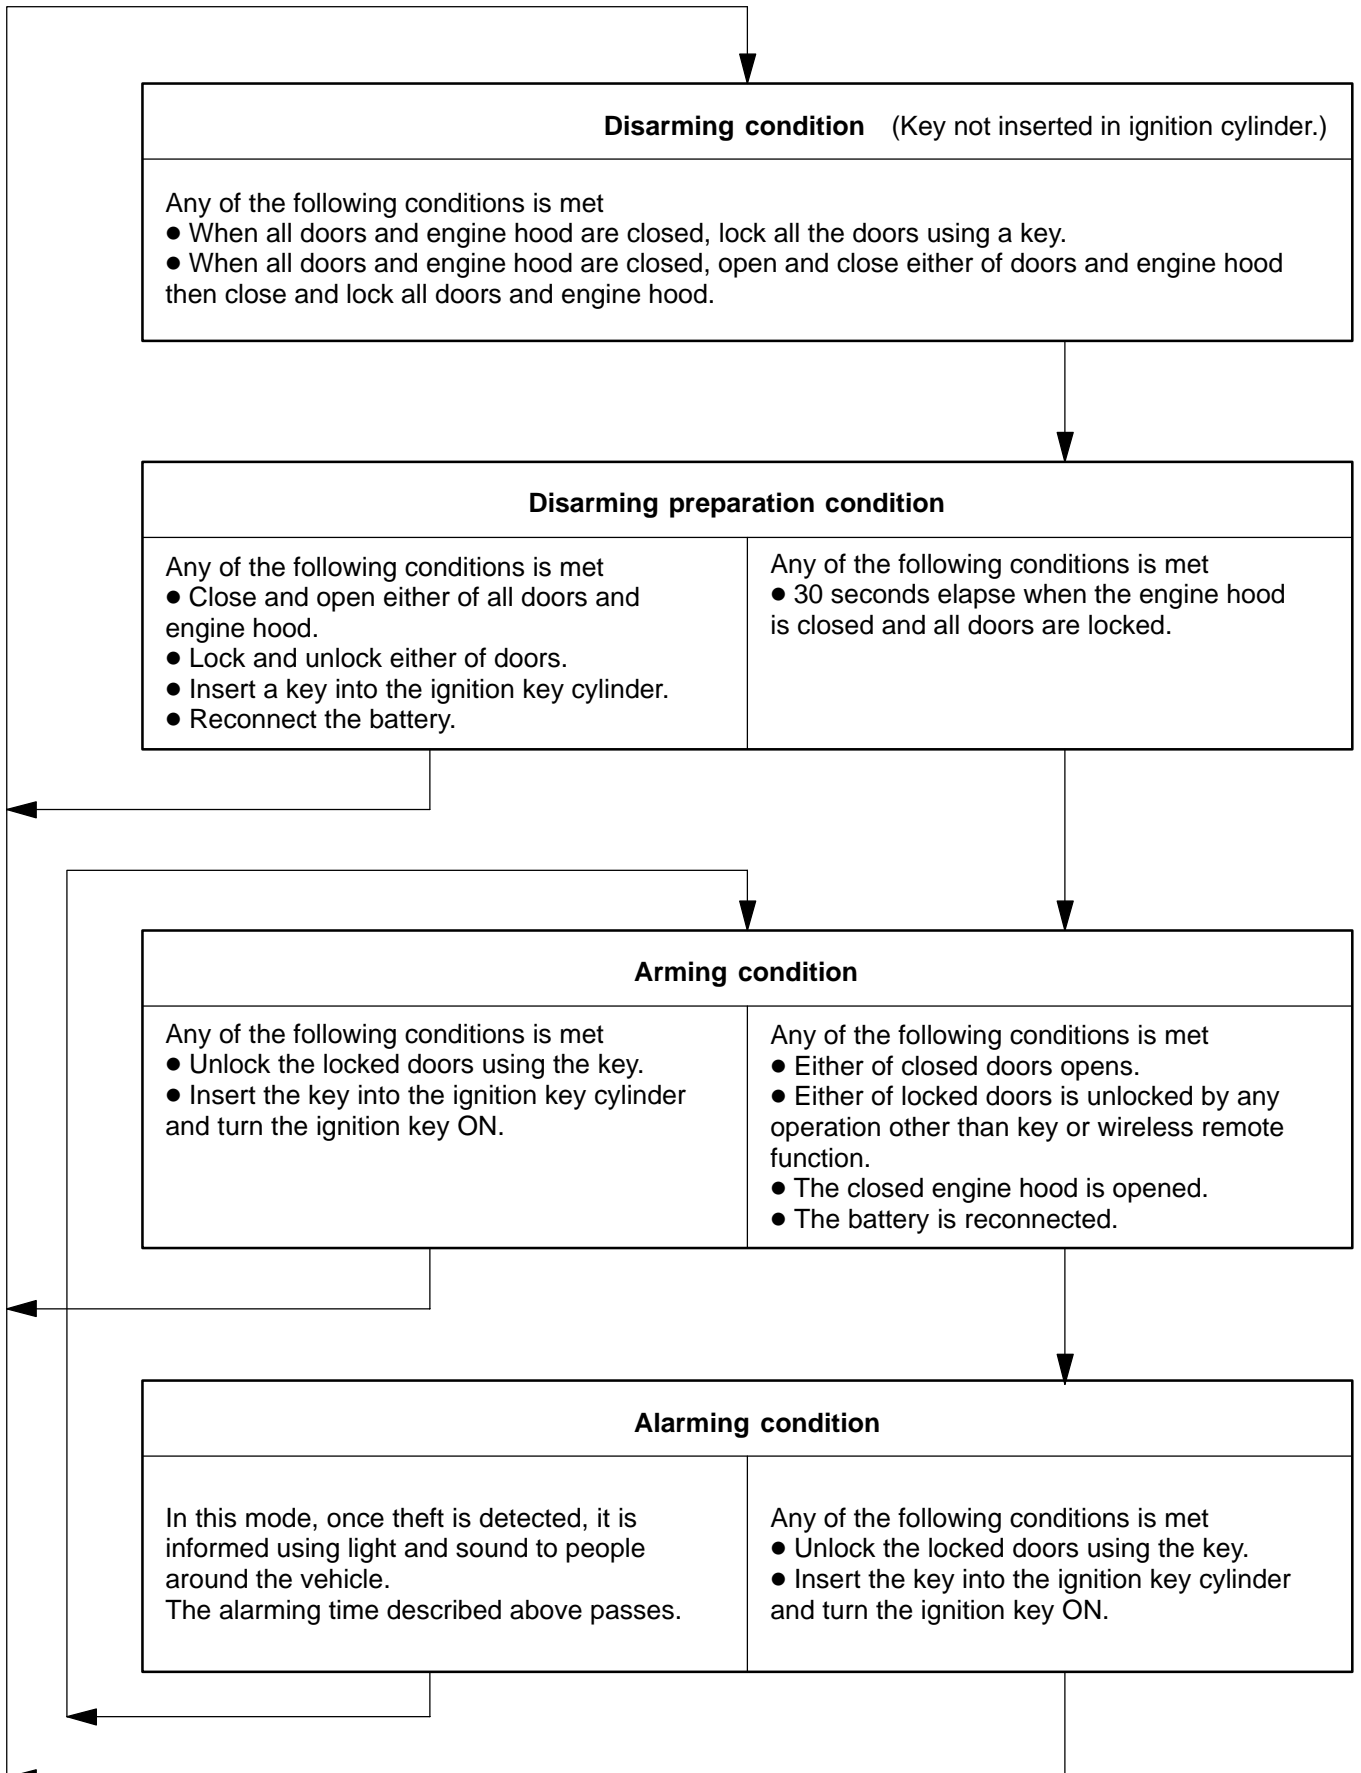 Disarming condition (Key not inserted in ignition cylinder.)
Any of the following conditions is met
● When all doors and engine hood are closed, lock all the doors using a key.
● When all doors and engine hood are closed, open and close either of doors and engine hood
then close and lock all doors and engine hood.
Disarming preparation condition
Any of the following conditions is met
● Close and open either of all doors and
engine hood.
● Lock and unlock either of doors.
● Insert a key into the ignition key cylinder.
● Reconnect the battery.
Any of the following conditions is met
● 30 seconds elapse when the engine hood
is closed and all doors are locked.
Arming condition
Any of the following conditions is met
● Unlock the locked doors using the key.
● Insert the key into the ignition key cylinder
and turn the ignition key ON.
Any of the following conditions is met
● Either of closed doors opens.
● Either of locked doors is unlocked by any
operation other than key or wireless remote
function.
● The closed engine hood is opened.
● The battery is reconnected.
Alarming condition
In this mode, once theft is detected, it is
informed using light and sound to people
around the vehicle.
The alarming time described above passes.
Any of the following conditions is met
● Unlock the locked doors using the key.
● Insert the key into the ignition key cylinder
and turn the ignition key ON.